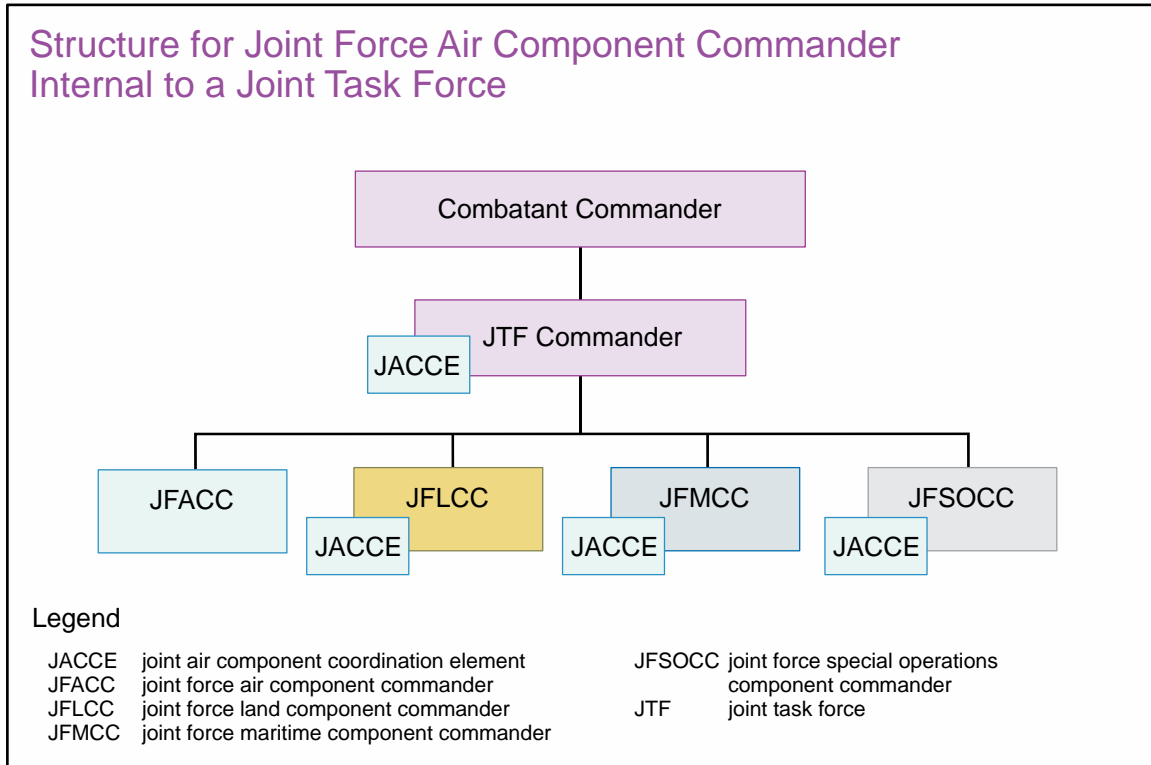 Structure for Joint Force Air Component Commander
Internal to a Joint Task Force
Combatant Commander
JTF Commander
JACCE
JFACC
JFLCC
JFMCC
JFSOCC
JACCE
JACCE
JACCE
Legend
JACCE joint air component coordination element
JFACC joint force air component commander
JFLCC joint force land component commander
JFMCC joint force maritime component commander
JFSOCC joint force special operations
component commander
JTF joint task force